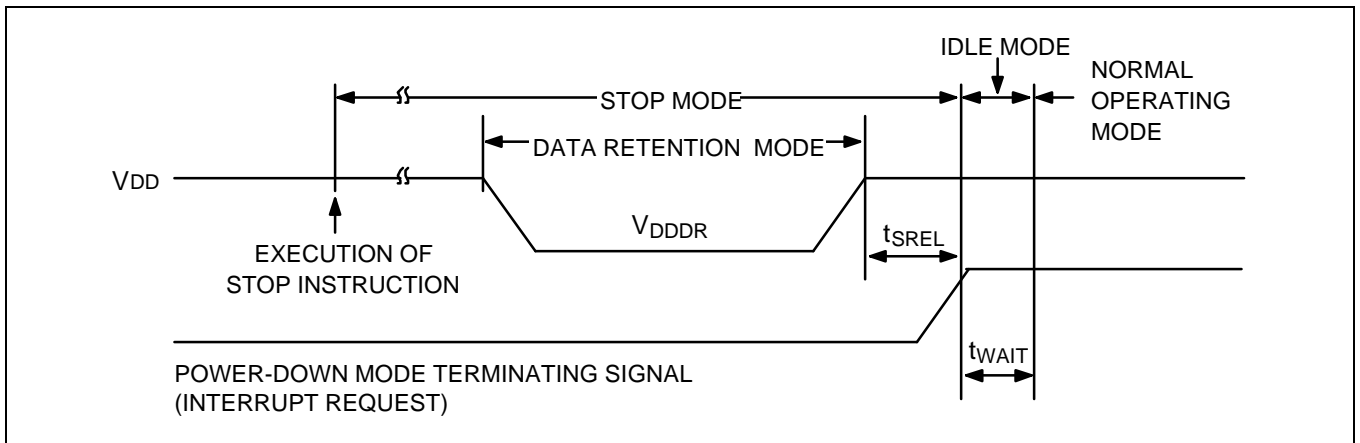 IDLE MODE
NORMAL
OPERATING
MODE
STOP MODE
DATA RETENTION MODE
VDD
VDDDR
tSREL
EXECUTION OF
STOP INSTRUCTION
tWAIT
POWER-DOWN MODE TERMINATING SIGNAL
(INTERRUPT REQUEST)